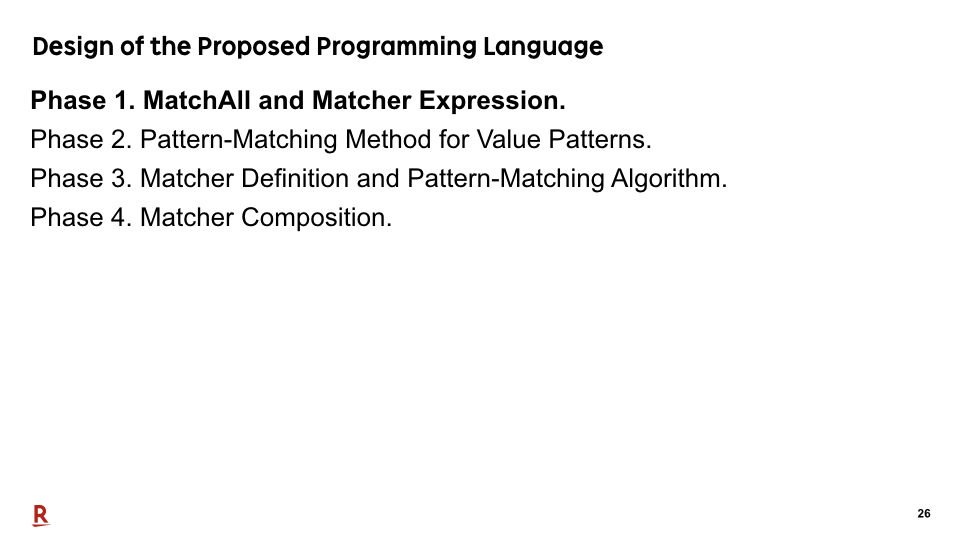 Design of the Proposed Programming Language
Phase 1. MatchAll and Matcher Expression.
Phase 2. Pattern-Matching Method for Value Patterns.
Phase 3. Matcher Definition and Pattern-Matching Algorithm.
Phase 4. Matcher Composition.
R
26